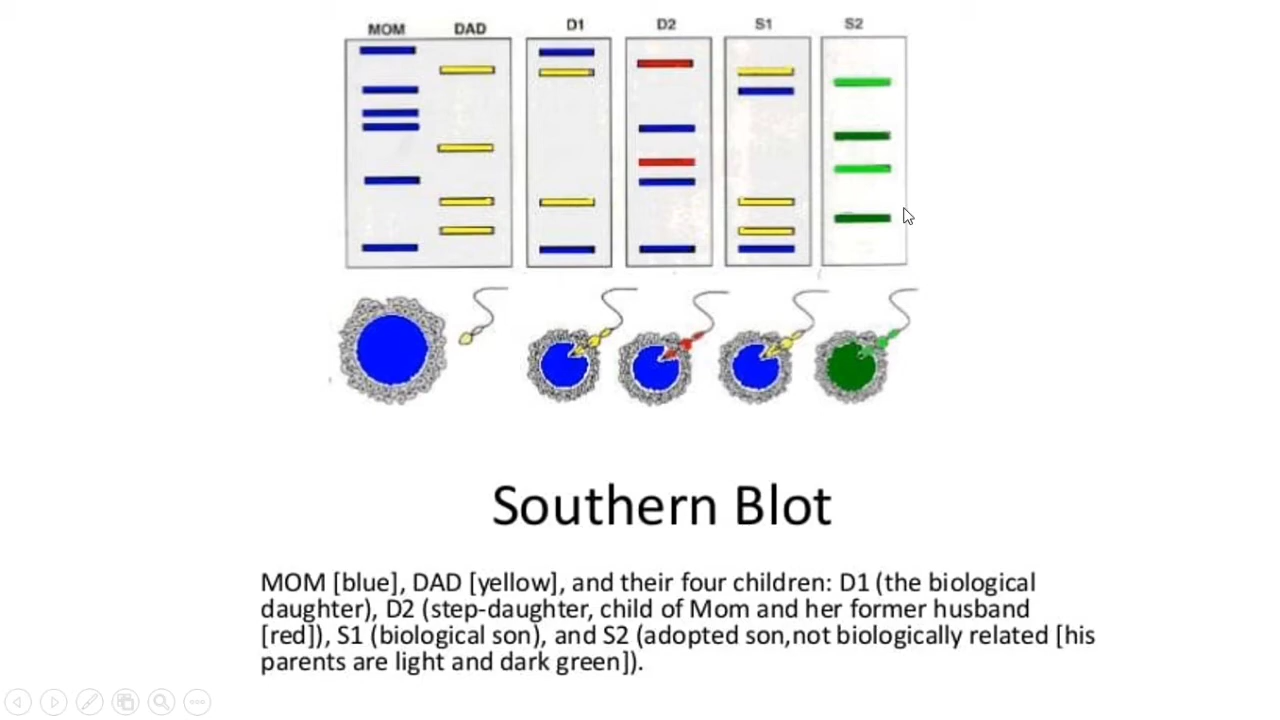 MOM DAD D1 D2 S1 S2
Southern Blot
MOM [blue], DAD [yellow], and their four children: D1 (the biological
daughter), D2 (step-daughter, child of Mom and her former husband
[red]), S1 (biological son), and S2 (adopted son,not biologically related [his
parents are light and dark green]).